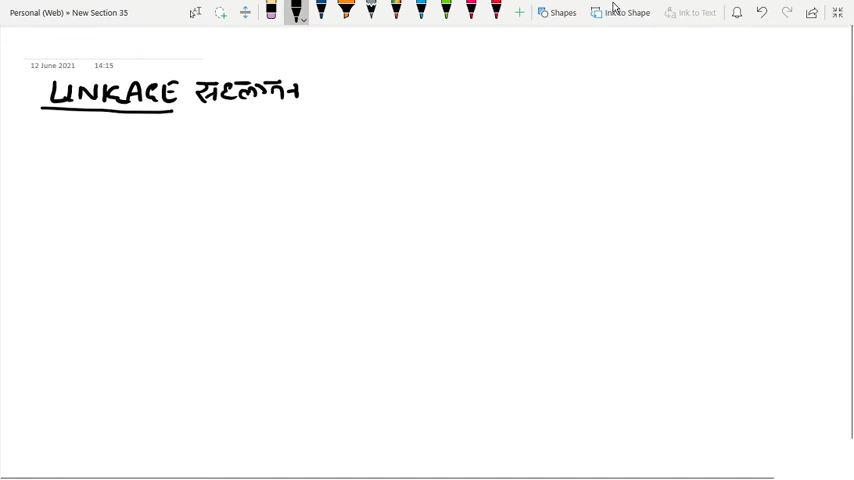 Personal (Web) » New Section 35
Shapes
Ink to Shape
Ink to Text
12 June 2021 14:15
LINKAGE सहलग्नता